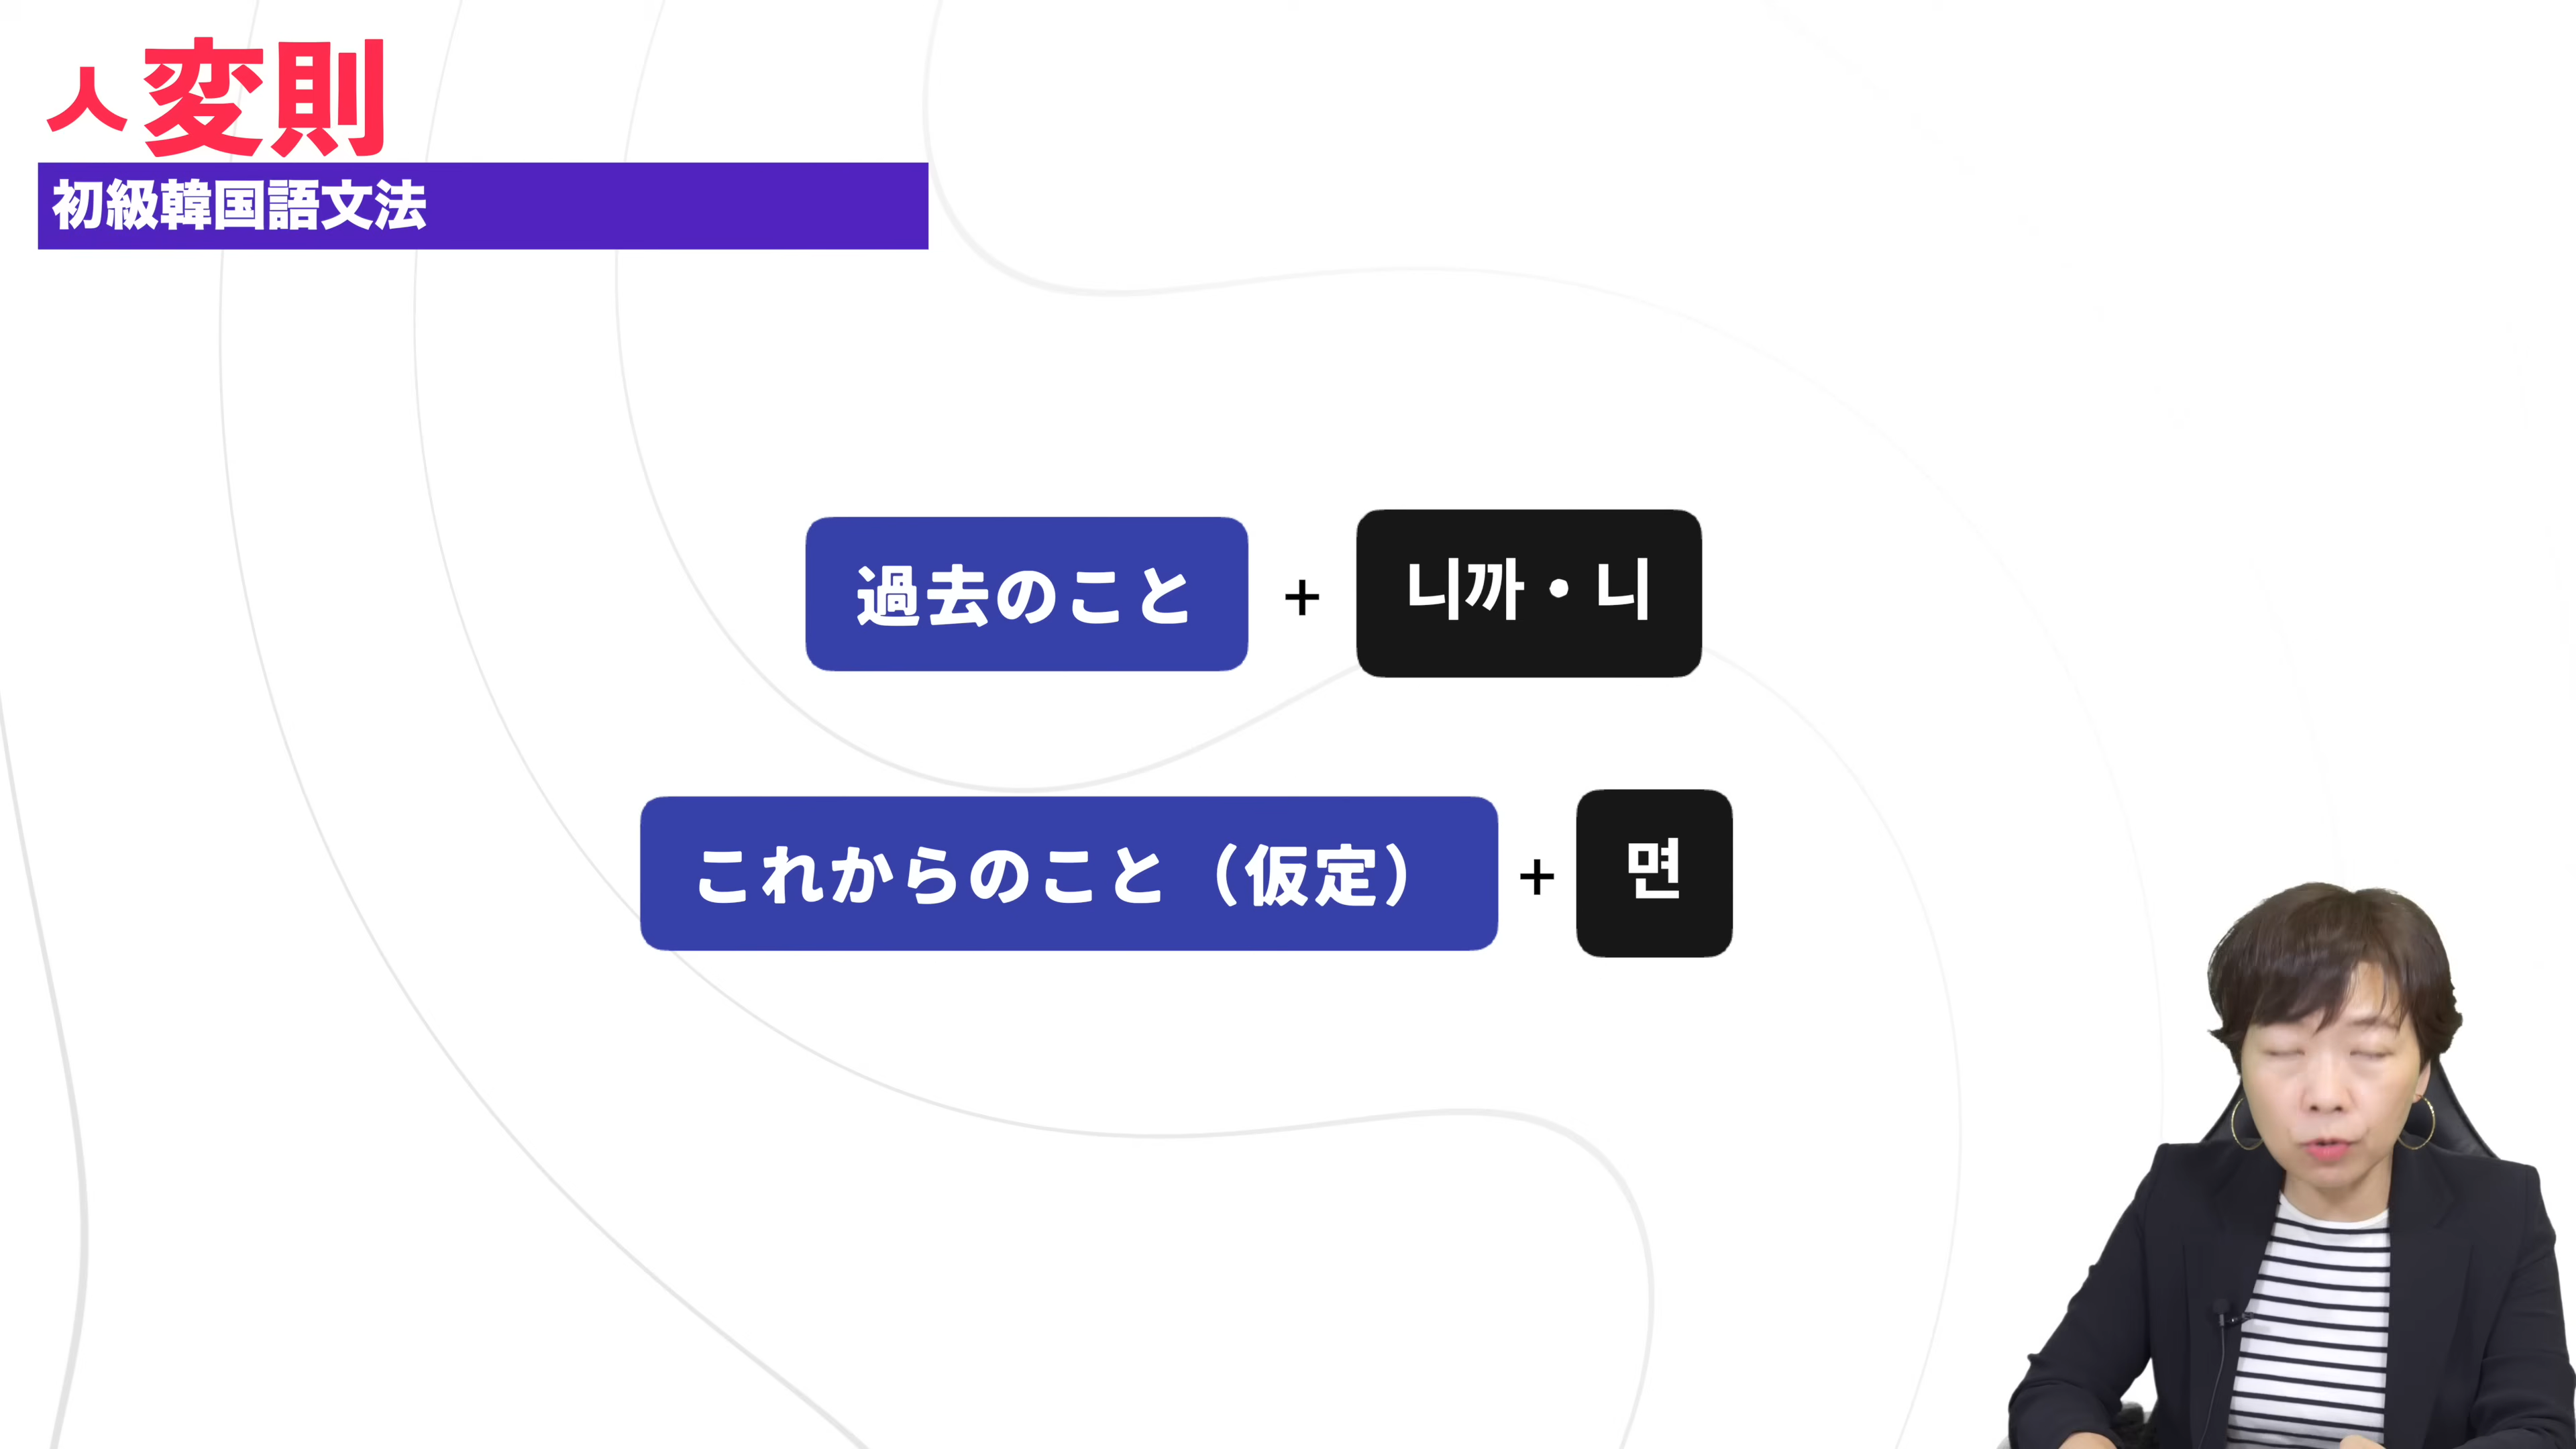 ㅅ変則
初級韓国語文法
過去のこと + 니까・니
これからのこと（仮定） + 면